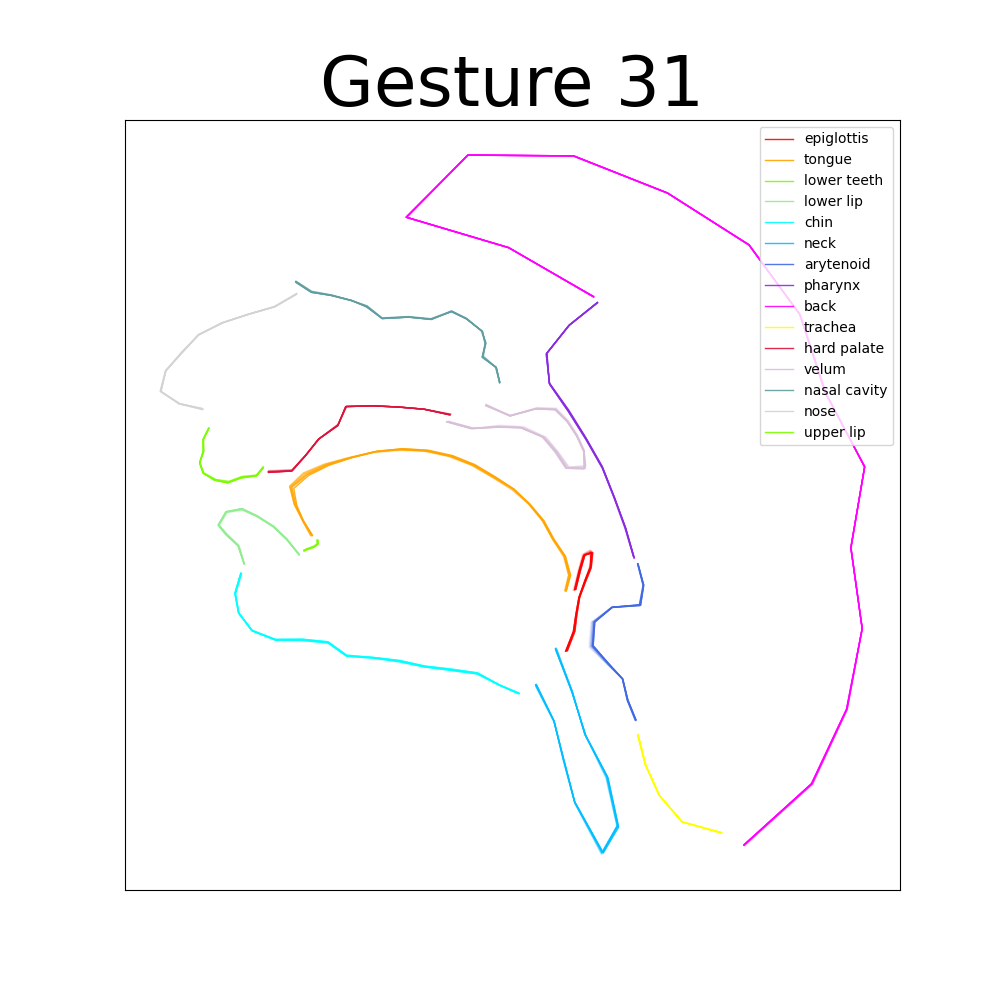 Gesture 31
epiglottis
tongue
lower teeth
lower lip
chin
neck
arytenoid
pharynx
back
trachea
hard palate
velum
nasal cavity
nose
upper lip